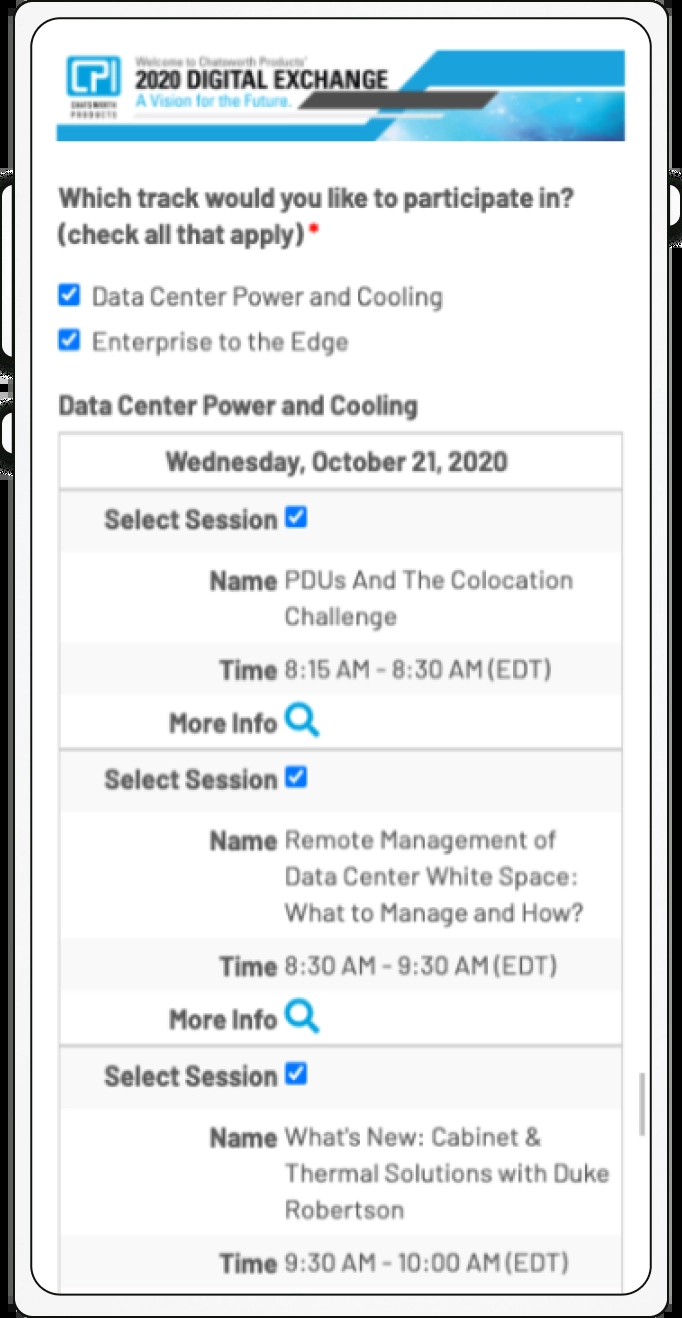 CPI
CHATSWORTH
PRODUCTS
Welcome to Chatsworth Products'
2020 DIGITAL EXCHANGE
A Vision for the Future.
Which track would you like to participate in?
(check all that apply) *
Data Center Power and Cooling
Enterprise to the Edge
Data Center Power and Cooling
Wednesday, October 21, 2020
Select Session
Name PDUs And The Colocation
Challenge
Time 8:15 AM - 8:30 AM (EDT)
More Info
Select Session
Name Remote Management of
Data Center White Space:
What to Manage and How?
Time 8:30 AM - 9:30 AM (EDT)
More Info
Select Session
Name What's New: Cabinet &
Thermal Solutions with Duke
Robertson
Time 9:30 AM - 10:00 AM (EDT)